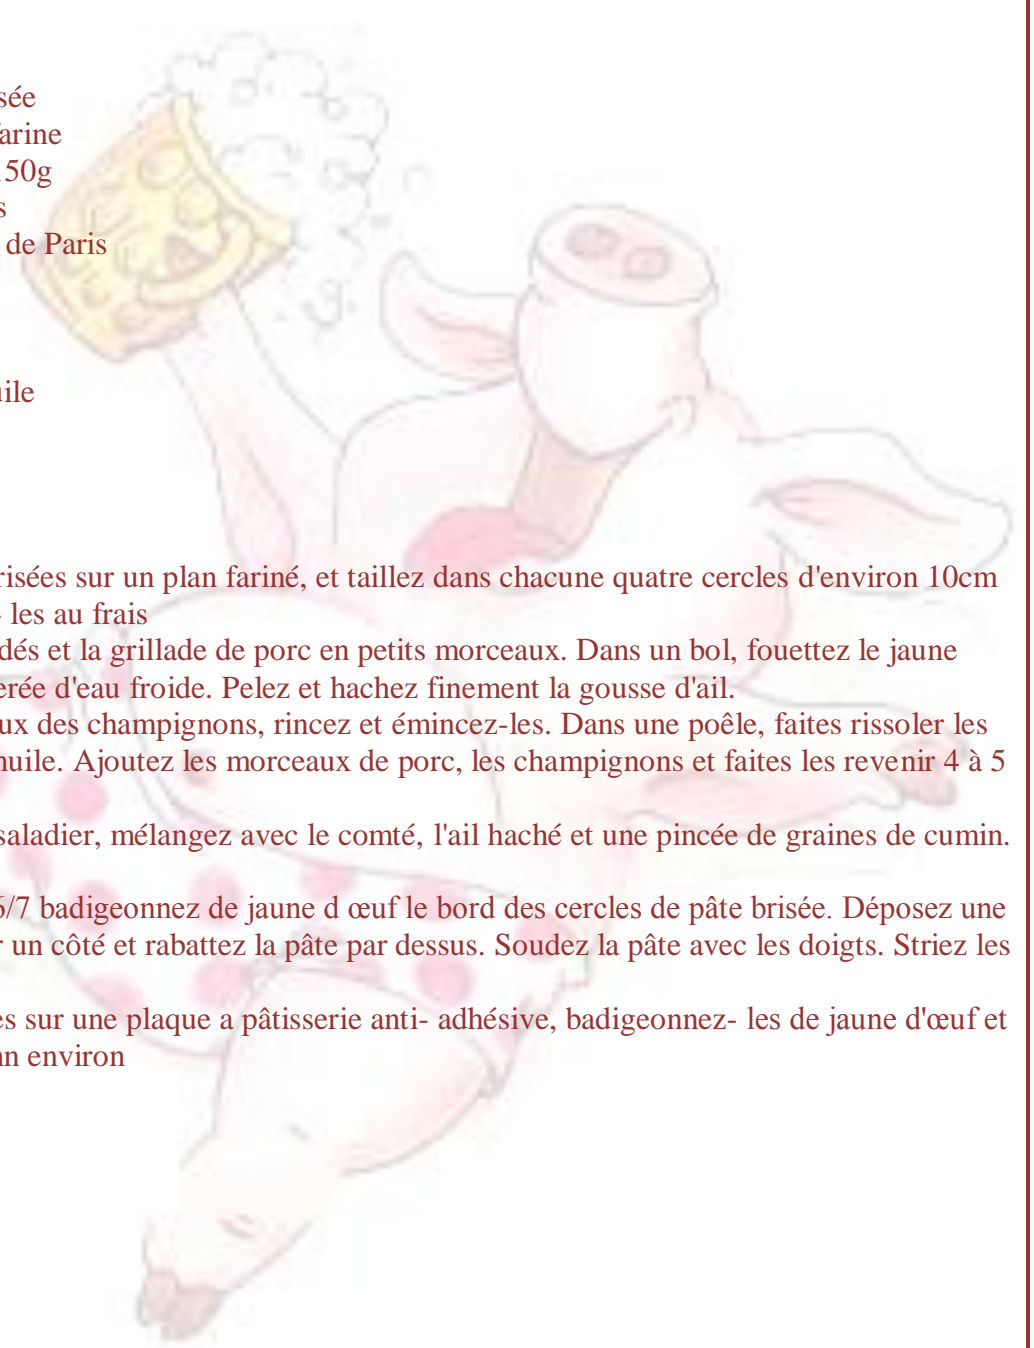 sée
arine
50g
s
de Paris
ile
risées sur un plan fariné, et taillez dans chacune quatre cercles d'environ 10cm
- les au frais
dés et la grillade de porc en petits morceaux. Dans un bol, fouettez le jaune
erée d'eau froide. Pelez et hachez finement la gousse d'ail.
ux des champignons, rincez et émincez-les. Dans une poêle, faites rissoler les
huile. Ajoutez les morceaux de porc, les champignons et faites les revenir 4 à 5
saladier, mélangez avec le comté, l'ail haché et une pincée de graines de cumin.
6/7 badigeonnez de jaune d œuf le bord des cercles de pâte brisée. Déposez une
r un côté et rabattez la pâte par dessus. Soudez la pâte avec les doigts. Striez les
es sur une plaque a pâtisserie anti- adhésive, badigeonnez- les de jaune d'œuf et
n environ